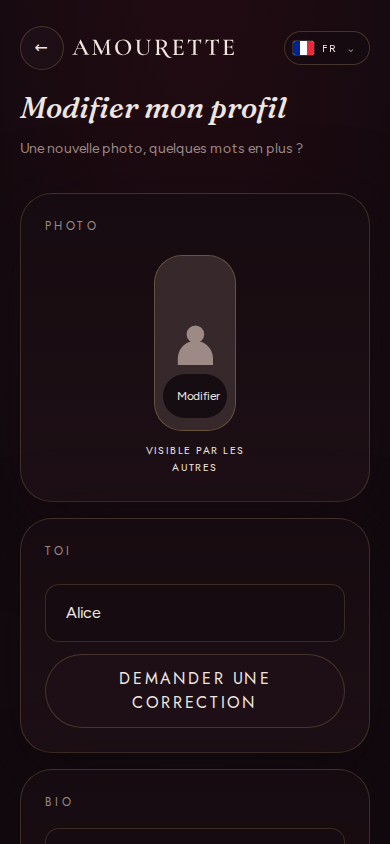 ←
AMOURETTE
FR
Modifier mon profil
Une nouvelle photo, quelques mots en plus ?
PHOTO
Modifier
VISIBLE PAR LES
AUTRES
TOI
Alice
DEMANDER UNE
CORRECTION
BIO